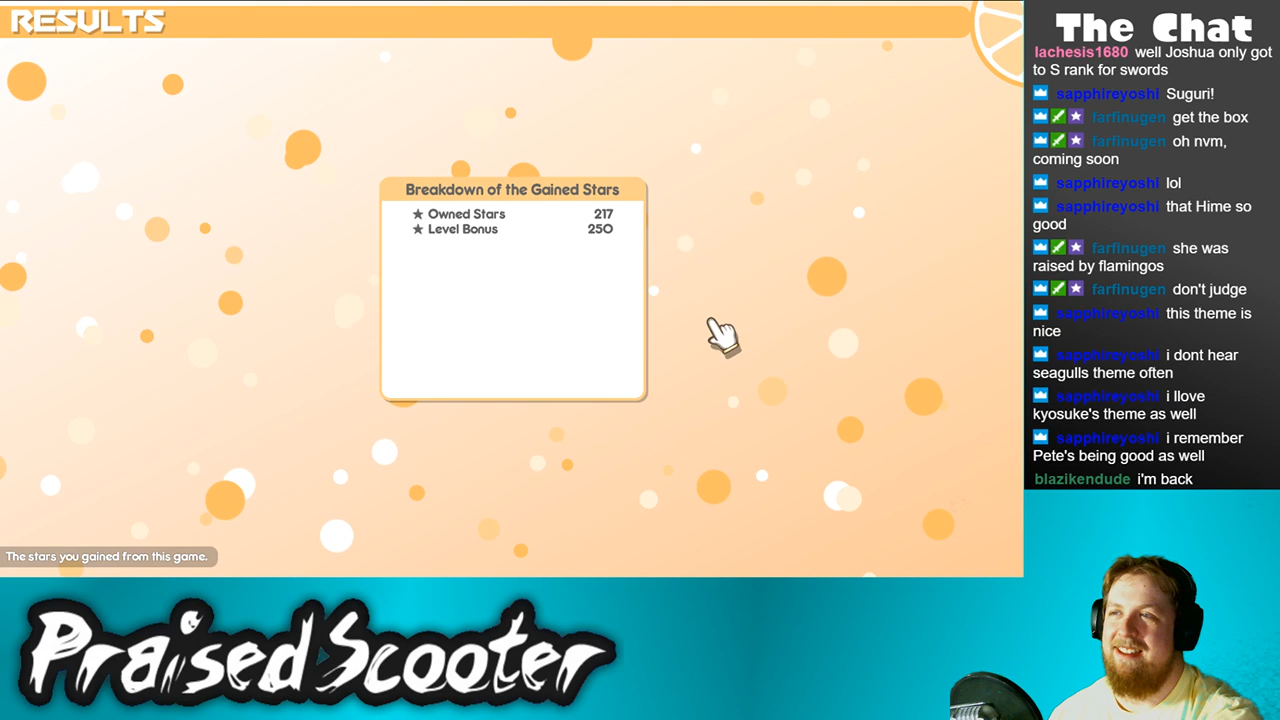 RESULTS
Breakdown of the Gained Stars
★ Owned Stars 217
★ Level Bonus 250
The stars you gained from this game.
The Chat
lachesis1680 well Joshua only got
to S rank for swords
sapphireyoshi Suguri!
farfinugen get the box
farfinugen oh nvm,
coming soon
sapphireyoshi lol
sapphireyoshi that Hime so
good
farfinugen she was
raised by flamingos
farfinugen don't judge
sapphireyoshi this theme is
nice
sapphireyoshi i dont hear
seagulls theme often
sapphireyoshi i llove
kyosuke's theme as well
sapphireyoshi i remember
Pete's being good as well
blazikendude i'm back
PraisedScooter